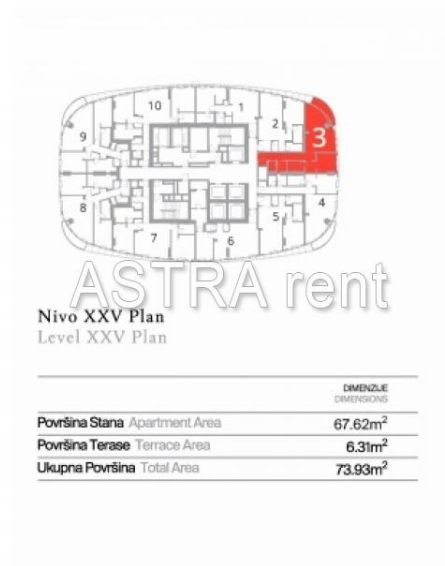 10
1
2
3
9
8
4
5
7
6
ASTRA rent
Nivo XXV Plan
Level XXV Plan
DIMENZIJE
DIMENSIONS
Površina Stana Apartment Area 67.62m²
Površina Terase Terrace Area 6.31m²
Ukupna Površina Total Area 73.93m²